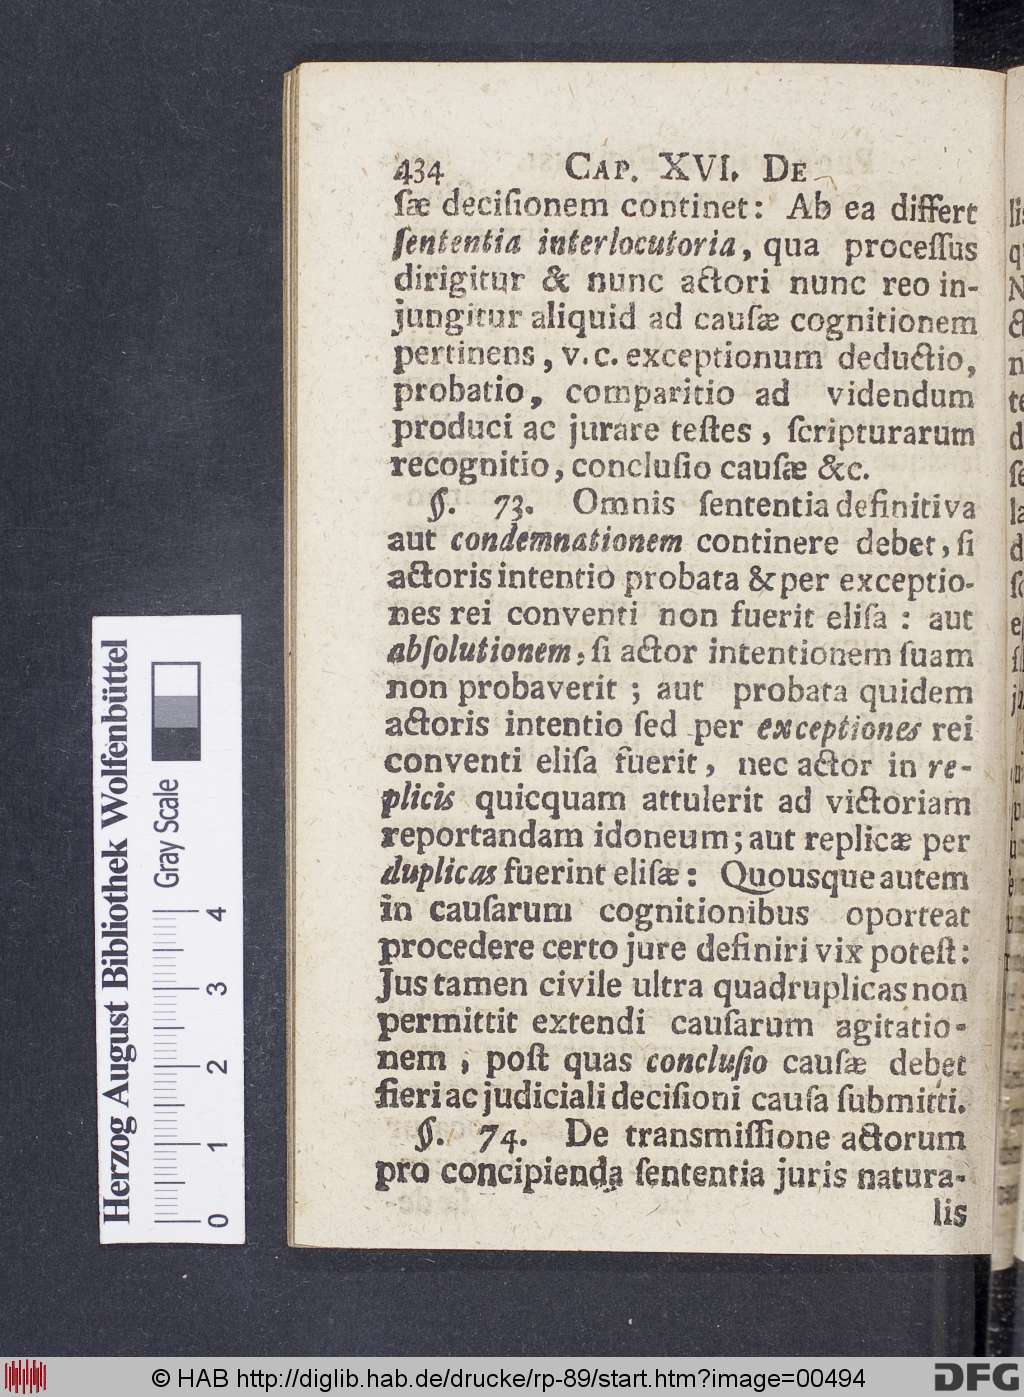 434 CAP. XVI. DE
ſæ deciſionem continet: Ab ea differt
ſententia interlocutoria, qua proceſſus
dirigitur & nunc actori nunc reo in-
jungitur aliquid ad cauſæ cognitionem
pertinens, v. c. exceptionum deductio,
probatio, comparitio ad videndum
produci ac jurare teſtes, ſcripturarum
recognitio, concluſio cauſæ &c.
§. 73. Omnis ſententia definitiva
aut condemnationem continere debet, ſi
actoris intentio probata & per exceptio-
nes rei conventi non fuerit eliſa : aut
abſolutionem, ſi actor intentionem ſuam
non probaverit ; aut probata quidem
actoris intentio ſed per exceptiones rei
conventi eliſa fuerit, nec actor in re-
plicis quicquam attulerit ad victoriam
reportandam idoneum; aut replicæ per
duplicas fuerint eliſæ: Quousque autem
in cauſarum cognitionibus oporteat
procedere certo jure definiri vix poteſt:
Jus tamen civile ultra quadruplicas non
permittit extendi cauſarum agitatio-
nem, poſt quas concluſio cauſæ debet
fieri ac judiciali deciſioni cauſa ſubmitti.
§. 74. De transmiſſione actorum
pro concipienda ſententia juris natura-
lis
Herzog August Bibliothek Wolfenbüttel
Gray Scale
0 1 2 3 4
© HAB http://diglib.hab.de/drucke/rp-89/start.htm?image=00494
DFG